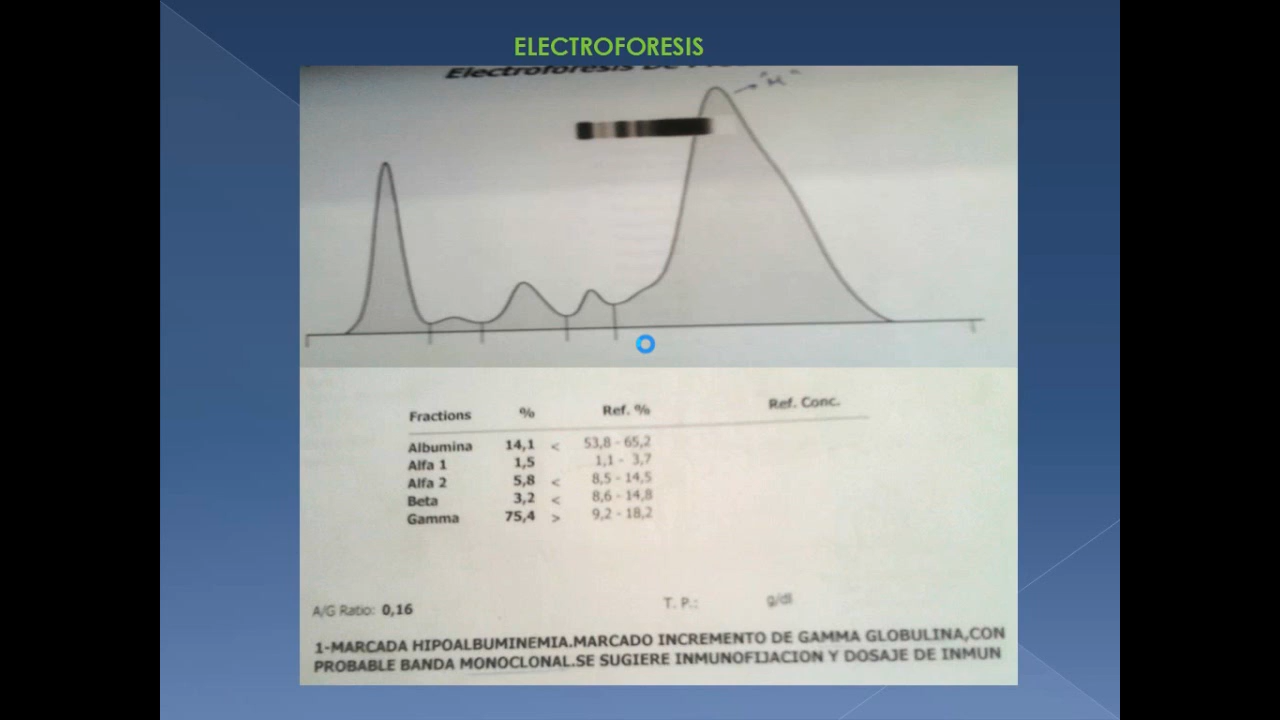 ELECTROFORESIS
Electroforesis De
"M"
Fractions % Ref. % Ref. Conc.
Albumina 14,1 < 53,8 - 65,2
Alfa 1 1,5 1,1 - 3,7
Alfa 2 5,8 < 8,5 - 14,5
Beta 3,2 < 8,6 - 14,8
Gamma 75,4 > 9,2 - 18,2
A/G Ratio: 0,16 T. P.: g/dl
1-MARCADA HIPOALBUMINEMIA.MARCADO INCREMENTO DE GAMMA GLOBULINA,CON
PROBABLE BANDA MONOCLONAL.SE SUGIERE INMUNOFIJACION Y DOSAJE DE INMUN